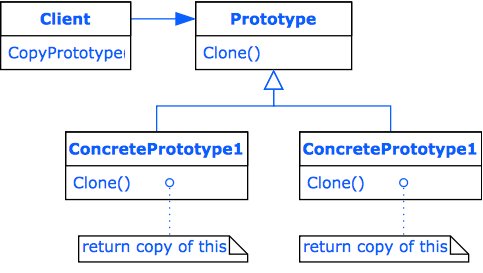 Client
CopyPrototype(
Prototype
Clone()
ConcretePrototype1
Clone()
ConcretePrototype1
Clone()
return copy of this
return copy of this